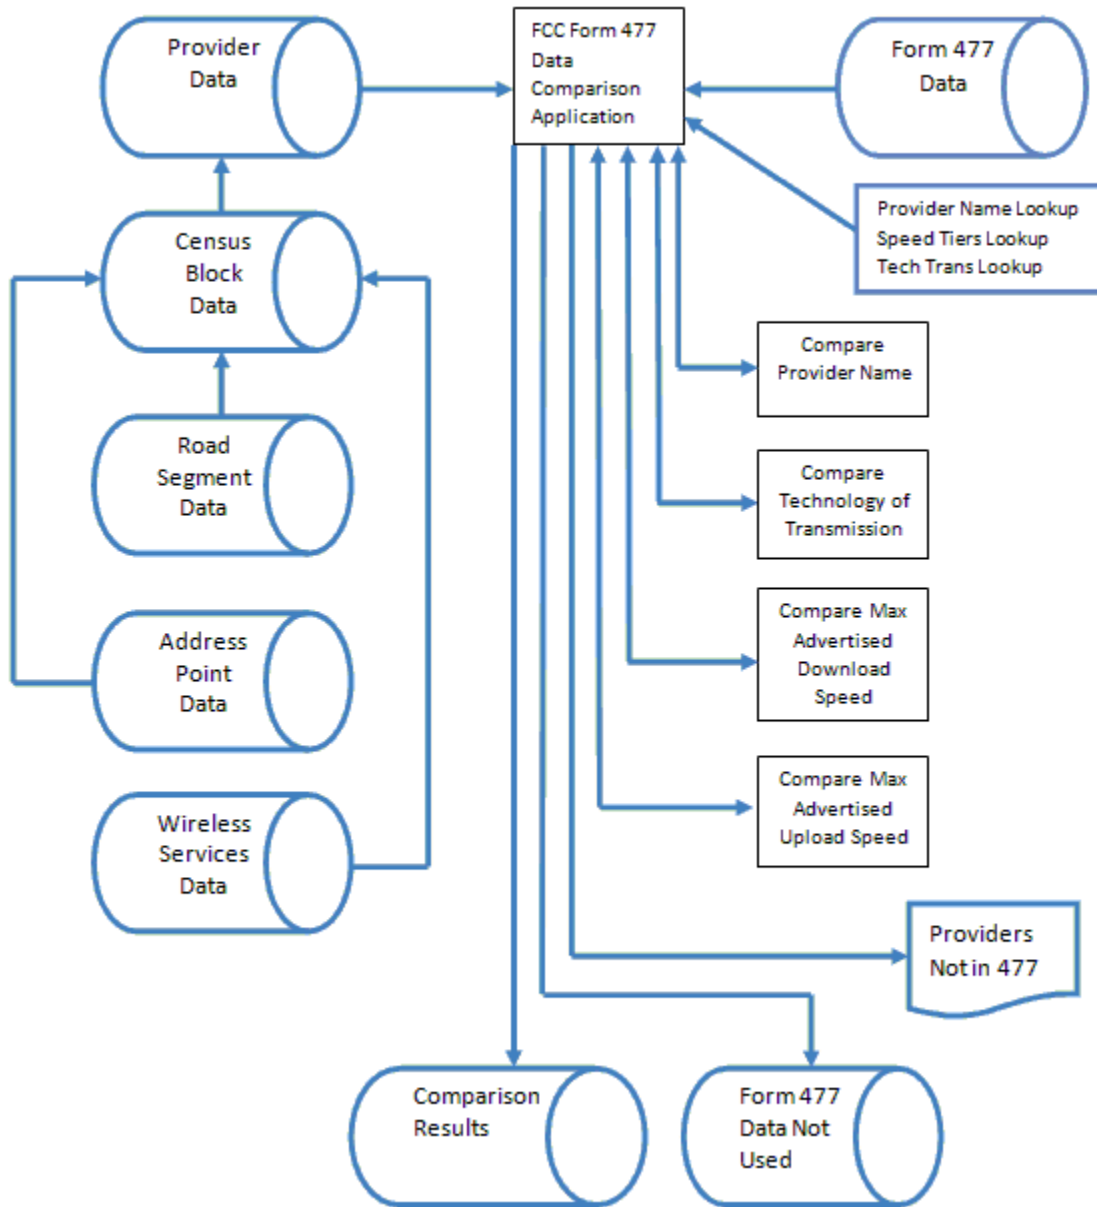 Provider
Data
FCC Form 477
Data
Comparison
Application
Form 477
Data
Provider Name Lookup
Speed Tiers Lookup
Tech Trans Lookup
Census
Block
Data
Compare
Provider Name
Road
Segment
Data
Compare
Technology of
Transmission
Address
Point
Data
Compare Max
Advertised
Download
Speed
Wireless
Services
Data
Compare Max
Advertised
Upload Speed
Providers
Not in 477
Comparison
Results
Form 477
Data Not
Used